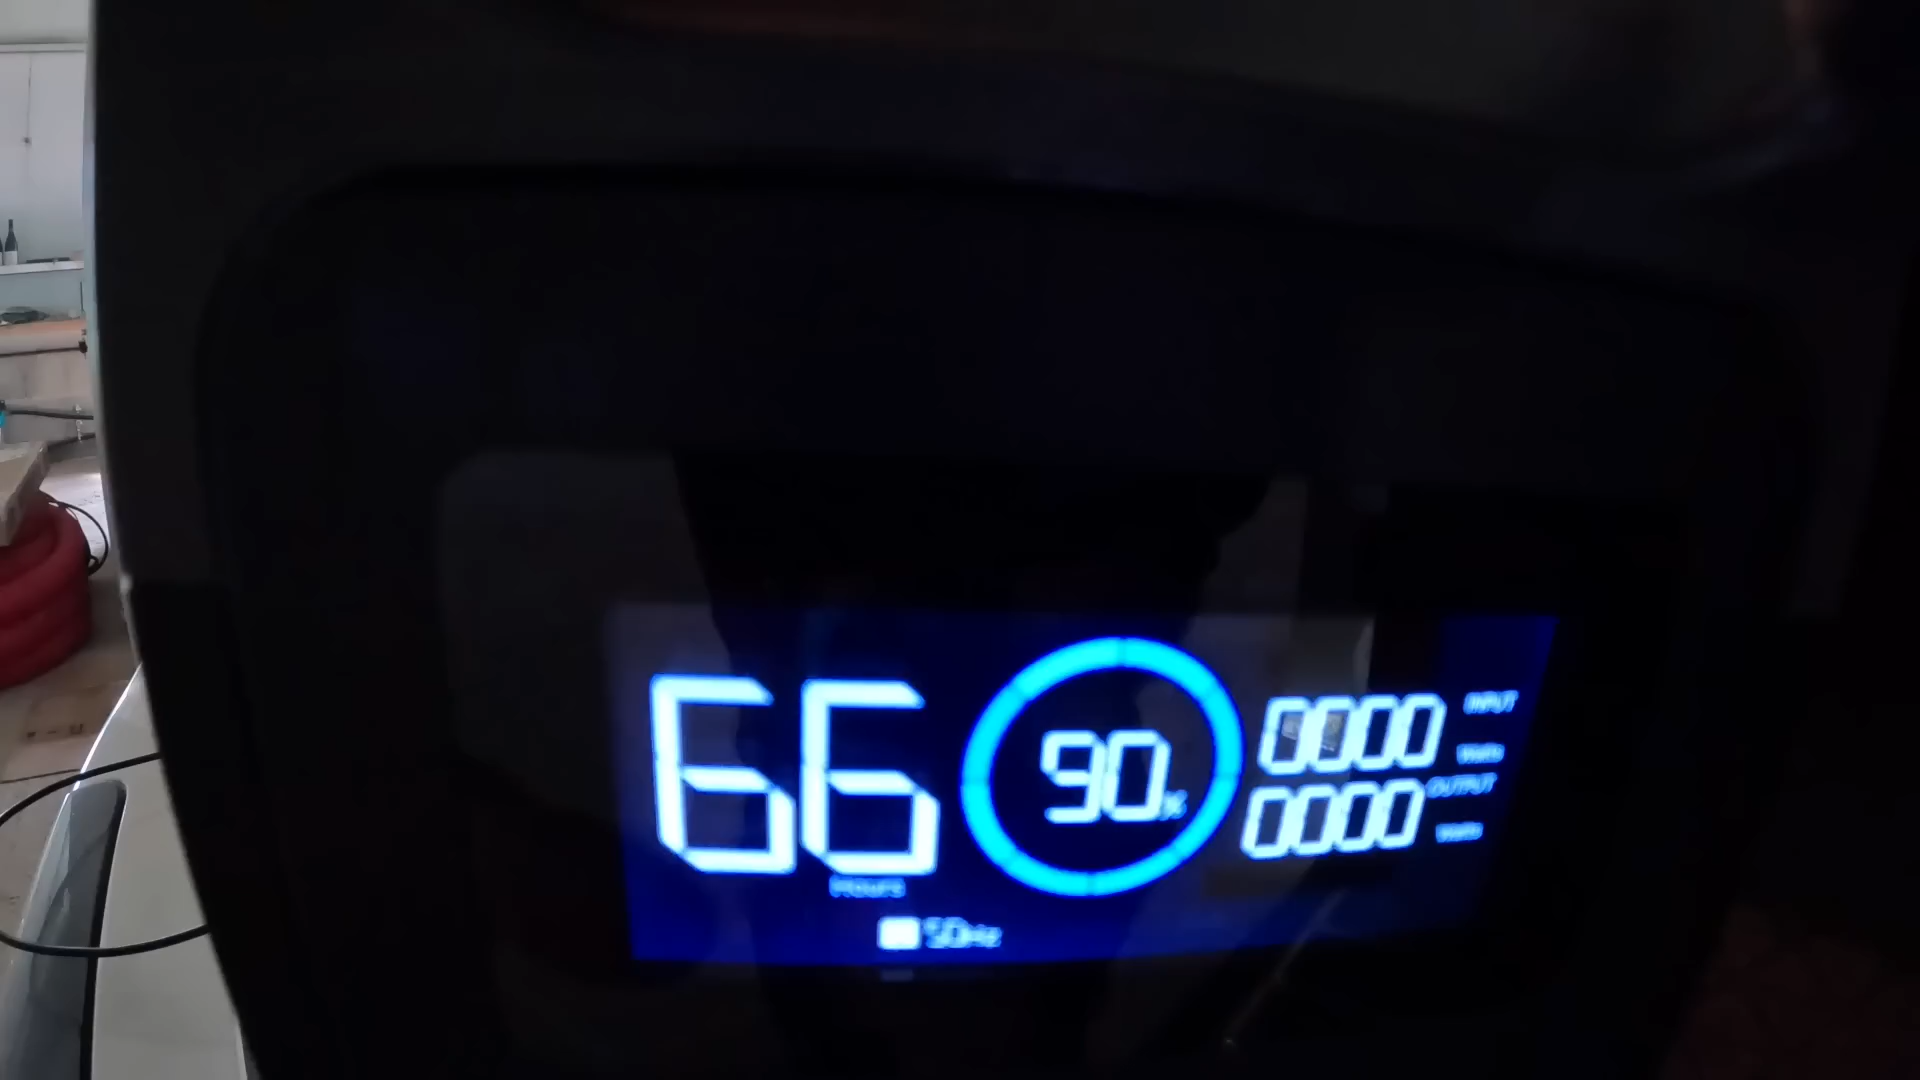 66
Hours
90%
0000 INPUT
Watts
0000 OUTPUT
Watts
50Hz